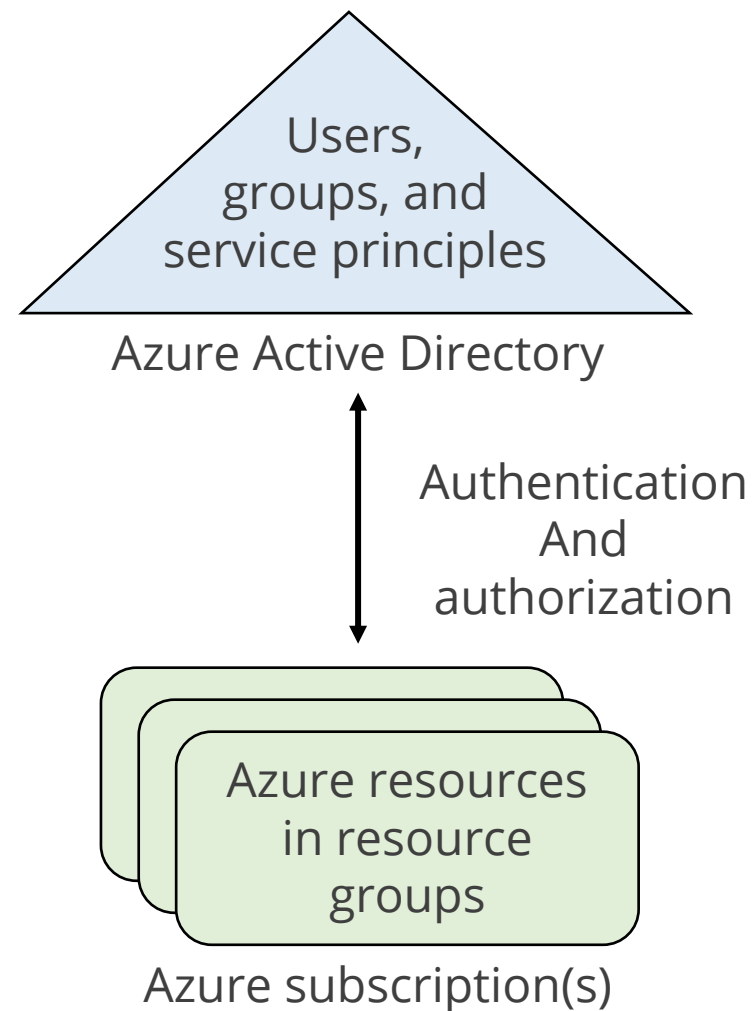 Users,
groups, and
service principles
Azure Active Directory
Authentication
And
authorization
Azure resources
in resource
groups
Azure subscription(s)